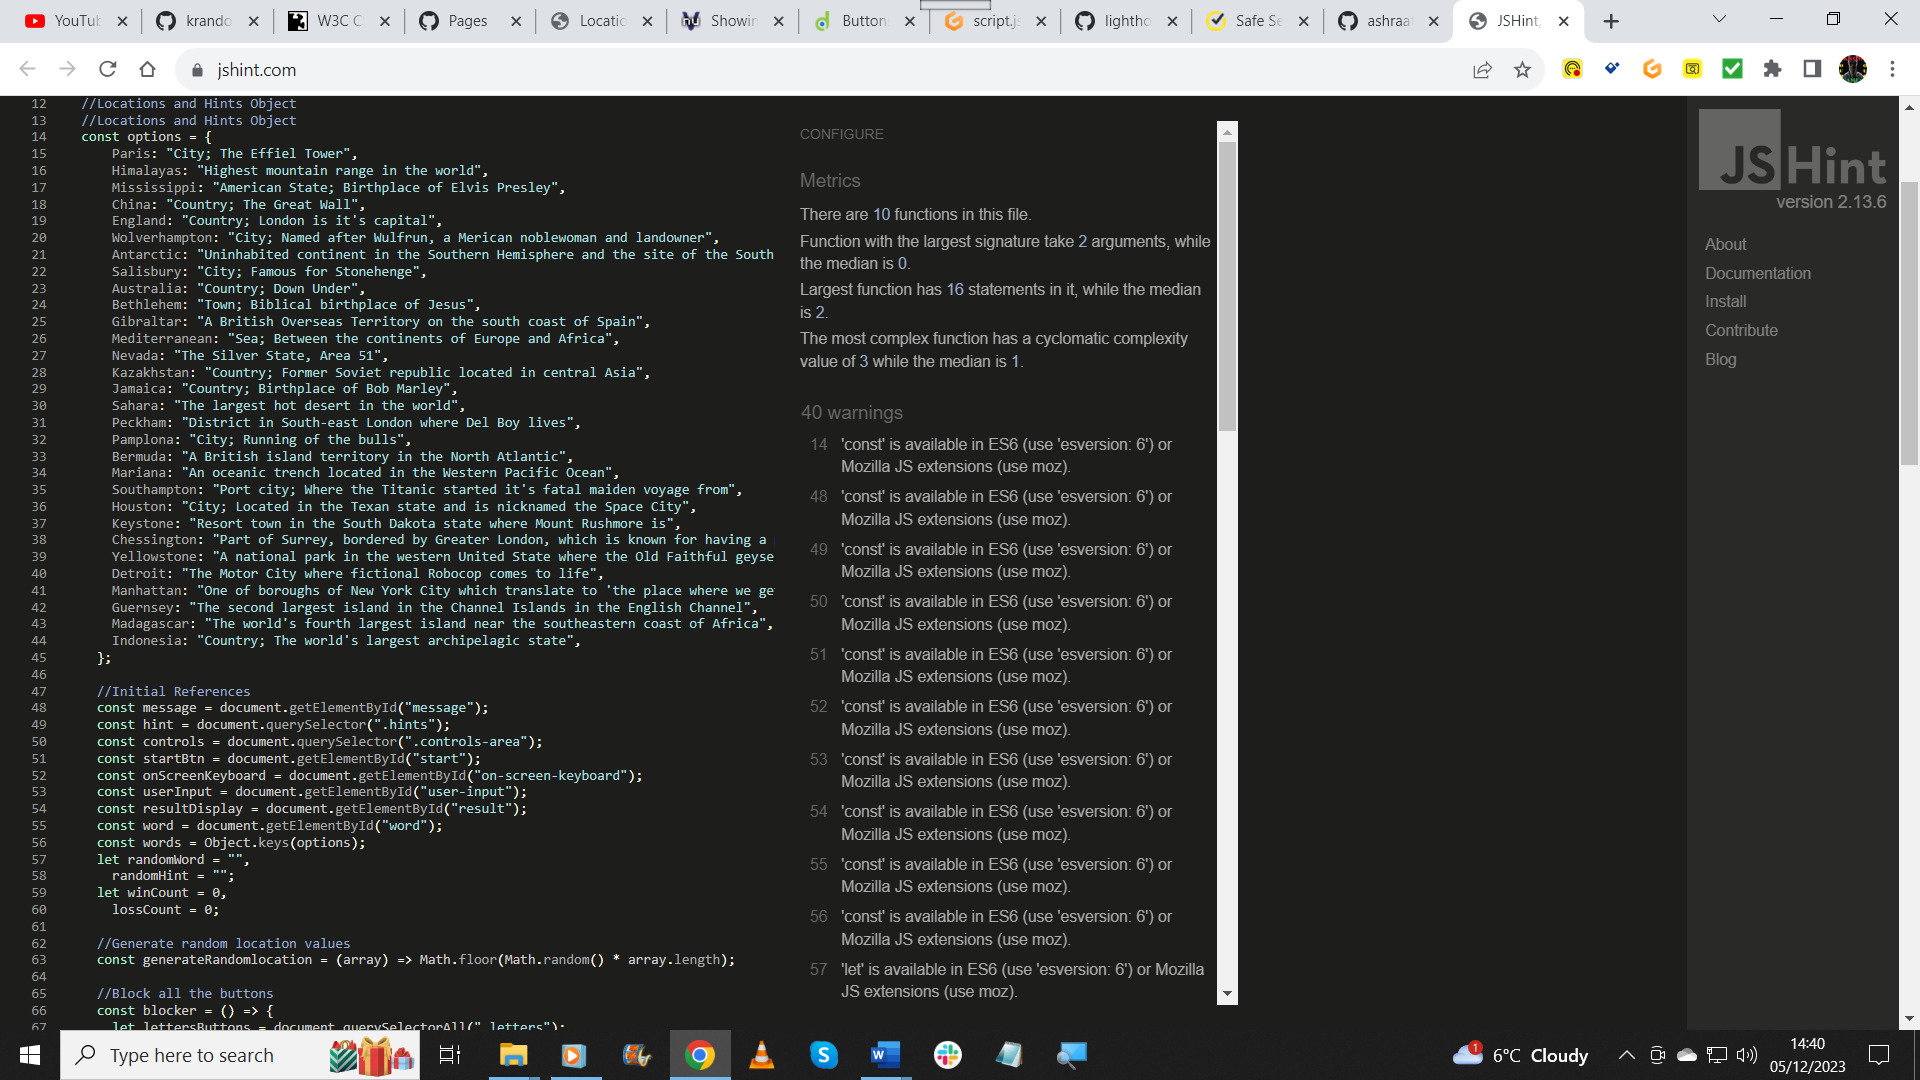 YouTub
krando
W3C C
Pages
Locatio
Showin
Button
script.js
lightho
Safe Se
ashraa
JSHint,
jshint.com
12 //Locations and Hints Object
13 //Locations and Hints Object
14 const options = {
15 Paris: "City; The Effiel Tower",
16 Himalayas: "Highest mountain range in the world",
17 Mississippi: "American State; Birthplace of Elvis Presley",
18 China: "Country; The Great Wall",
19 England: "Country; London is it's capital",
20 Wolverhampton: "City; Named after Wulfrun, a Merican noblewoman and landowner",
21 Antarctic: "Uninhabited continent in the Southern Hemisphere and the site of the South
22 Salisbury: "City; Famous for Stonehenge",
23 Australia: "Country; Down Under",
24 Bethlehem: "Town; Biblical birthplace of Jesus",
25 Gibraltar: "A British Overseas Territory on the south coast of Spain",
26 Mediterranean: "Sea; Between the continents of Europe and Africa",
27 Nevada: "The Silver State, Area 51",
28 Kazakhstan: "Country; Former Soviet republic located in central Asia",
29 Jamaica: "Country; Birthplace of Bob Marley",
30 Sahara: "The largest hot desert in the world",
31 Peckham: "District in South-east London where Del Boy lives",
32 Pamplona: "City; Running of the bulls",
33 Bermuda: "A British island territory in the North Atlantic",
34 Mariana: "An oceanic trench located in the Western Pacific Ocean",
35 Southampton: "Port city; Where the Titanic started it's fatal maiden voyage from",
36 Houston: "City; Located in the Texan state and is nicknamed the Space City",
37 Keystone: "Resort town in the South Dakota state where Mount Rushmore is",
38 Chessington: "Part of Surrey, bordered by Greater London, which is known for having a
39 Yellowstone: "A national park in the western United State where the Old Faithful geyse
40 Detroit: "The Motor City where fictional Robocop comes to life",
41 Manhattan: "One of boroughs of New York City which translate to 'the place where we ge
42 Guernsey: "The second largest island in the Channel Islands in the English Channel",
43 Madagascar: "The world's fourth largest island near the southeastern coast of Africa",
44 Indonesia: "Country; The world's largest archipelagic state",
45 };
46
47 //Initial References
48 const message = document.getElementById("message");
49 const hint = document.querySelector(".hints");
50 const controls = document.querySelector(".controls-area");
51 const startBtn = document.getElementById("start");
52 const onScreenKeyboard = document.getElementById("on-screen-keyboard");
53 const userInput = document.getElementById("user-input");
54 const resultDisplay = document.getElementById("result");
55 const word = document.getElementById("word");
56 const words = Object.keys(options);
57 let randomWord = "",
58 randomHint = "";
59 let winCount = 0,
60 lossCount = 0;
61
62 //Generate random location values
63 const generateRandomlocation = (array) => Math.floor(Math.random() * array.length);
64
65 //Block all the buttons
66 const blocker = () => {
67 let lettersButtons = document.querySelectorAll(".letters");
CONFIGURE
Metrics
There are 10 functions in this file.
Function with the largest signature take 2 arguments, while
the median is 0.
Largest function has 16 statements in it, while the median
is 2.
The most complex function has a cyclomatic complexity
value of 3 while the median is 1.
40 warnings
14 'const' is available in ES6 (use 'esversion: 6') or
Mozilla JS extensions (use moz).
48 'const' is available in ES6 (use 'esversion: 6') or
Mozilla JS extensions (use moz).
49 'const' is available in ES6 (use 'esversion: 6') or
Mozilla JS extensions (use moz).
50 'const' is available in ES6 (use 'esversion: 6') or
Mozilla JS extensions (use moz).
51 'const' is available in ES6 (use 'esversion: 6') or
Mozilla JS extensions (use moz).
52 'const' is available in ES6 (use 'esversion: 6') or
Mozilla JS extensions (use moz).
53 'const' is available in ES6 (use 'esversion: 6') or
Mozilla JS extensions (use moz).
54 'const' is available in ES6 (use 'esversion: 6') or
Mozilla JS extensions (use moz).
55 'const' is available in ES6 (use 'esversion: 6') or
Mozilla JS extensions (use moz).
56 'const' is available in ES6 (use 'esversion: 6') or
Mozilla JS extensions (use moz).
57 'let' is available in ES6 (use 'esversion: 6') or Mozilla
JS extensions (use moz).
JSHint
version 2.13.6
About
Documentation
Install
Contribute
Blog
Type here to search
1
6°C Cloudy
14:40
05/12/2023